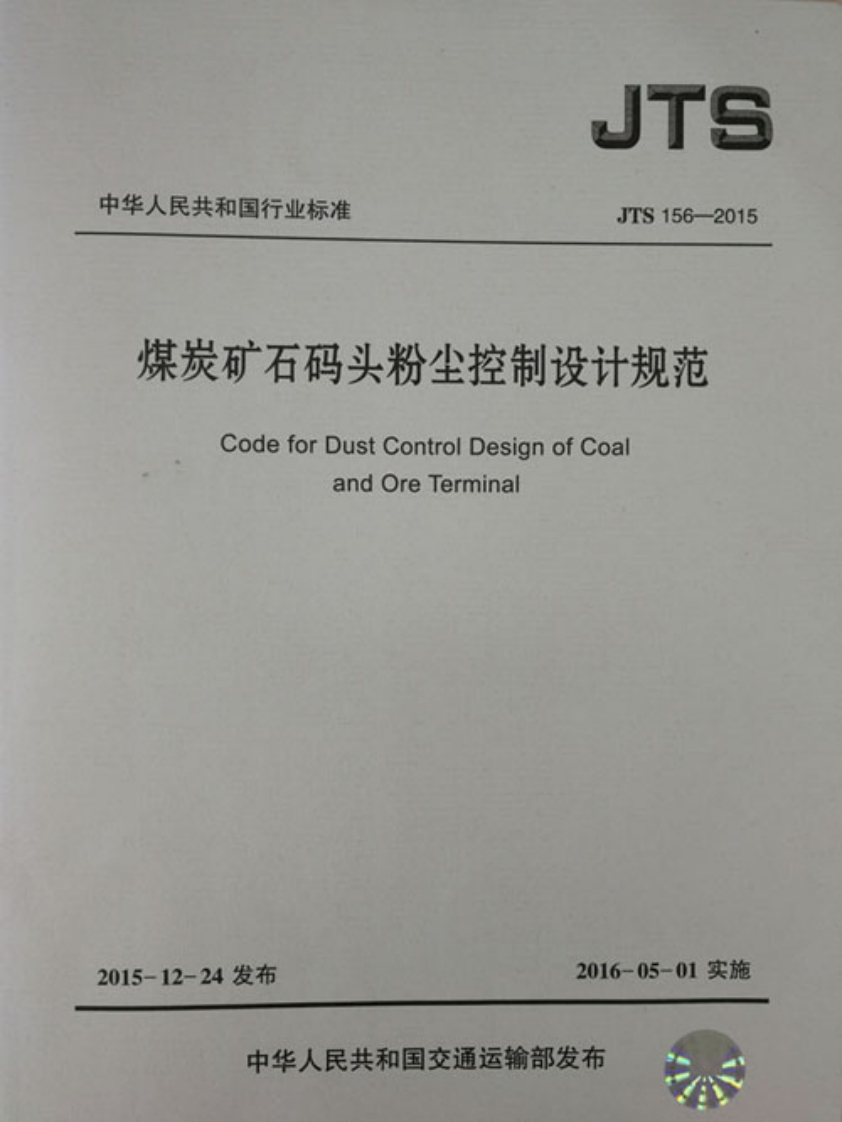 JTS
中华人民共和国行业标准
JTS 156—2015
煤炭矿石码头粉尘控制设计规范
Code for Dust Control Design of Coal
and Ore Terminal
2015-12-24 发布
2016-05-01 实施
中华人民共和国交通运输部发布